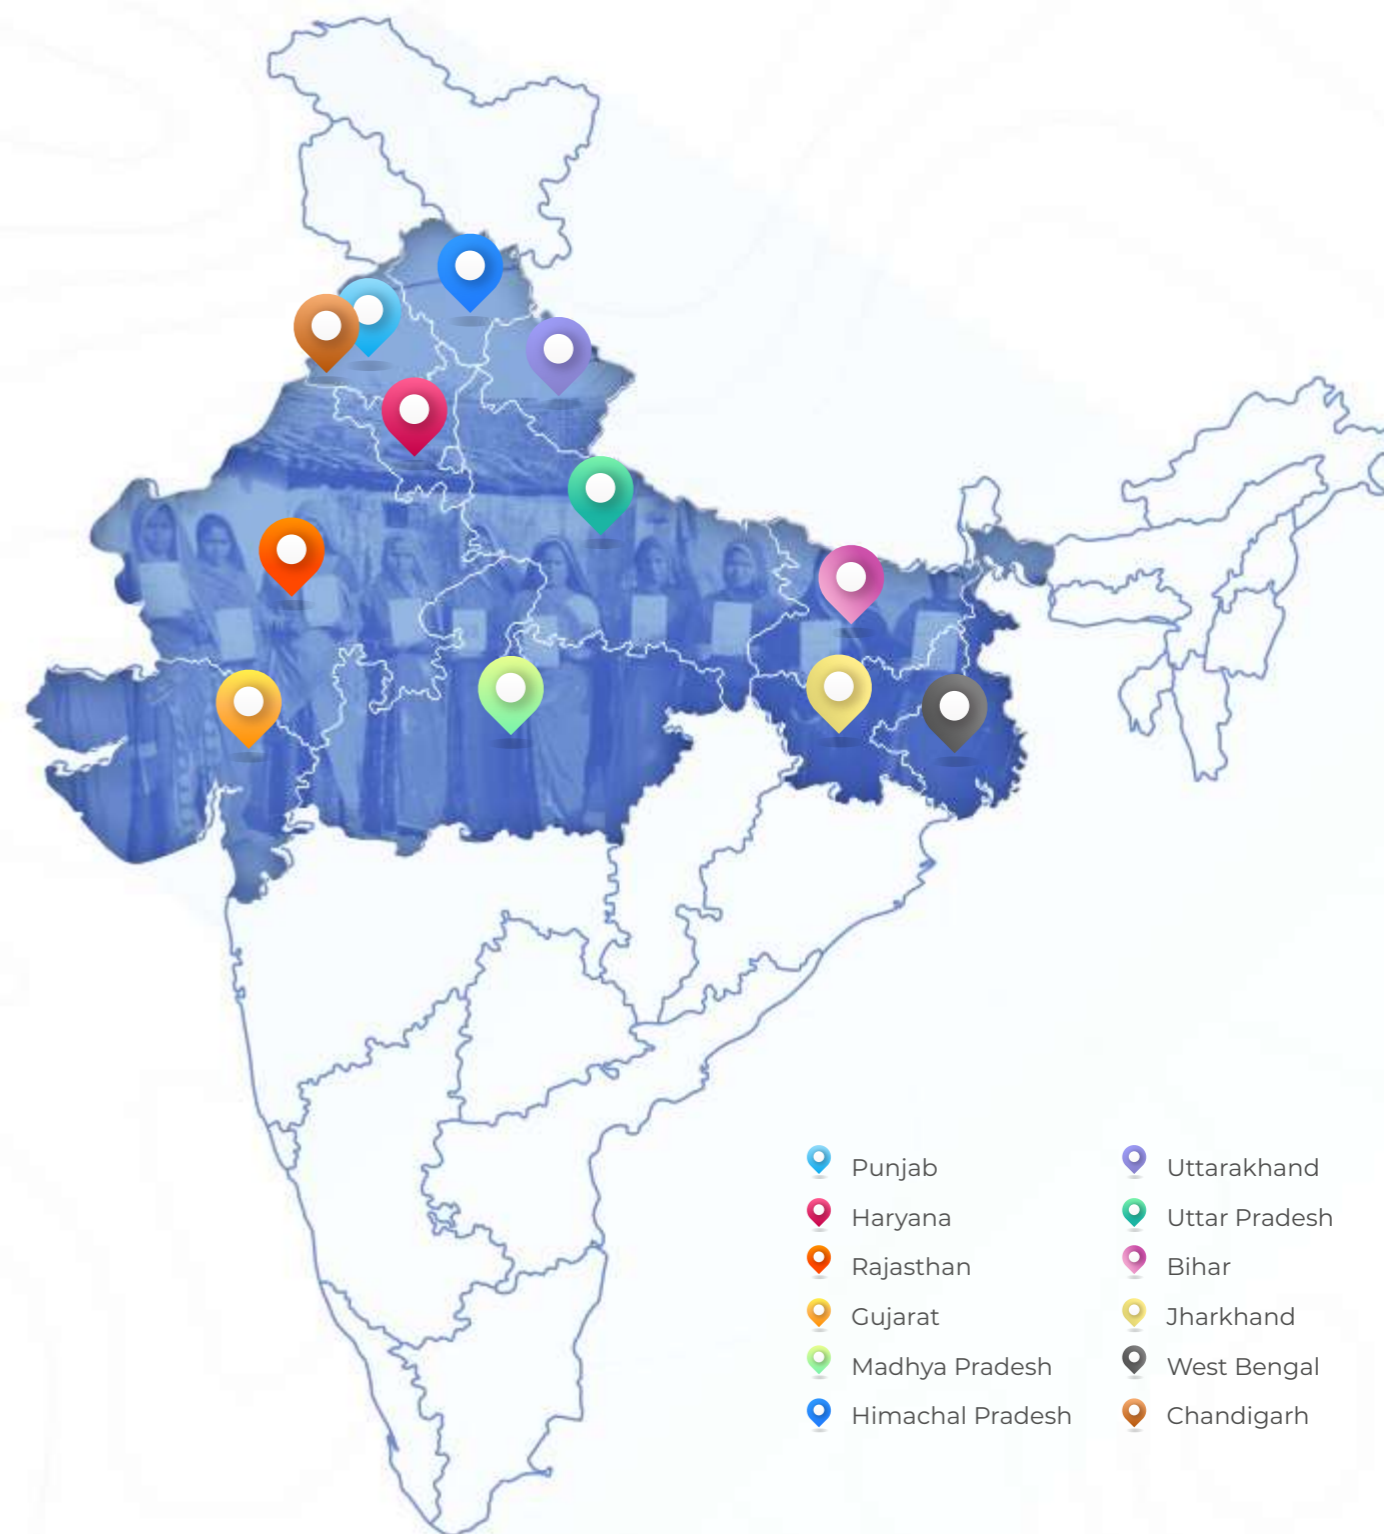 Punjab
Haryana
Rajasthan
Gujarat
Madhya Pradesh
Himachal Pradesh
Uttarakhand
Uttar Pradesh
Bihar
Jharkhand
West Bengal
Chandigarh